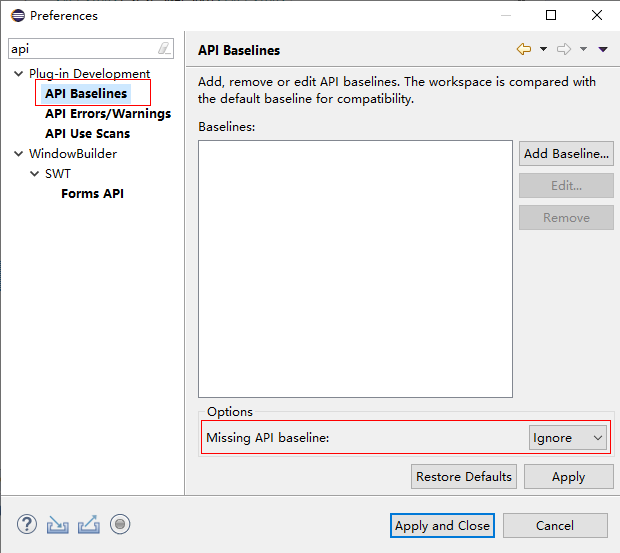 Preferences
api
API Baselines
Plug-in Development
API Baselines
API Errors/Warnings
API Use Scans
WindowBuilder
SWT
Forms API
Add, remove or edit API baselines. The workspace is compared with
the default baseline for compatibility.
Baselines:
Add Baseline...
Edit...
Remove
Options
Missing API baseline:
Ignore
Restore Defaults
Apply
Apply and Close
Cancel